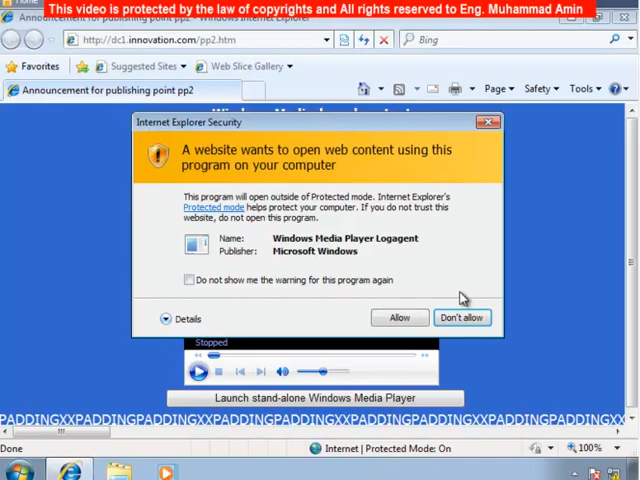 Home
This video is protected by the law of copyrights and All rights reserved to Eng. Muhammad Amin
Announcement for publishing point pp2 - Windows Internet Explorer
http://dc1.innovation.com/pp2.htm
Bing
Favorites
Suggested Sites
Web Slice Gallery
Announcement for publishing point pp2
Page
Safety
Tools
Internet Explorer Security
A website wants to open web content using this
program on your computer
This program will open outside of Protected mode. Internet Explorer's
Protected mode helps protect your computer. If you do not trust this
website, do not open this program.
Name: Windows Media Player Logagent
Publisher: Microsoft Windows
Do not show me the warning for this program again
Details
Allow
Don't allow
Stopped
Launch stand-alone Windows Media Player
PADDINGXXPADDINGPADDINGXXPADDINGPADDINGXXPADDINGPADDINGXX
Done
Internet | Protected Mode: On
100%